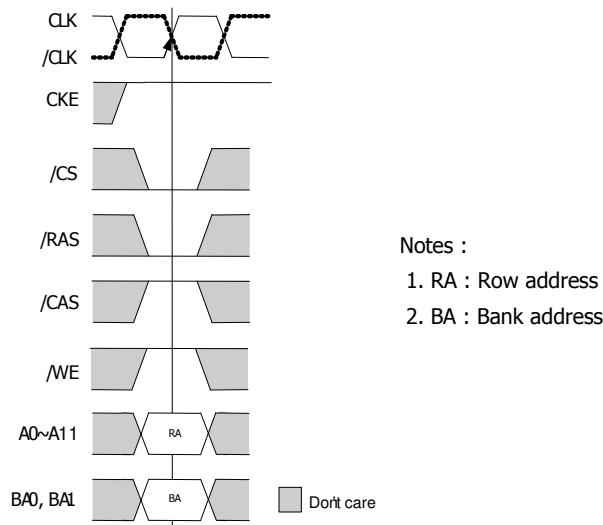 CLK
/CLK
CKE
/CS
/RAS
/CAS
/WE
A0~A11
RA
BA0, BA1
BA
Don't care
Notes :
1. RA : Row address
2. BA : Bank address